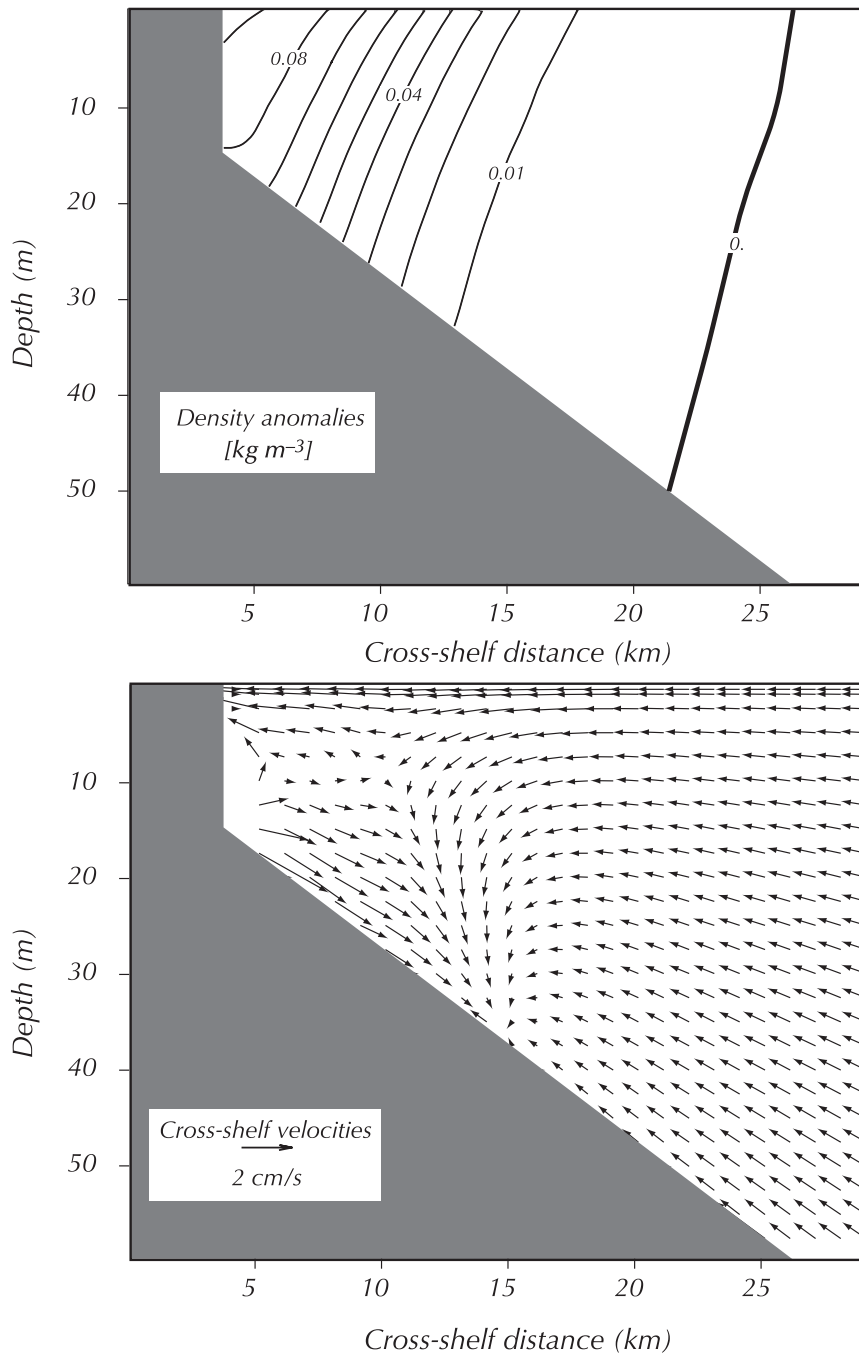 0.08
0.04
0.01
0.
10
20
30
40
50
Depth (m)
Density anomalies
[kg m⁻³]
5 10 15 20 25
Cross-shelf distance (km)
10
20
30
40
50
Depth (m)
Cross-shelf velocities
2 cm/s
5 10 15 20 25
Cross-shelf distance (km)